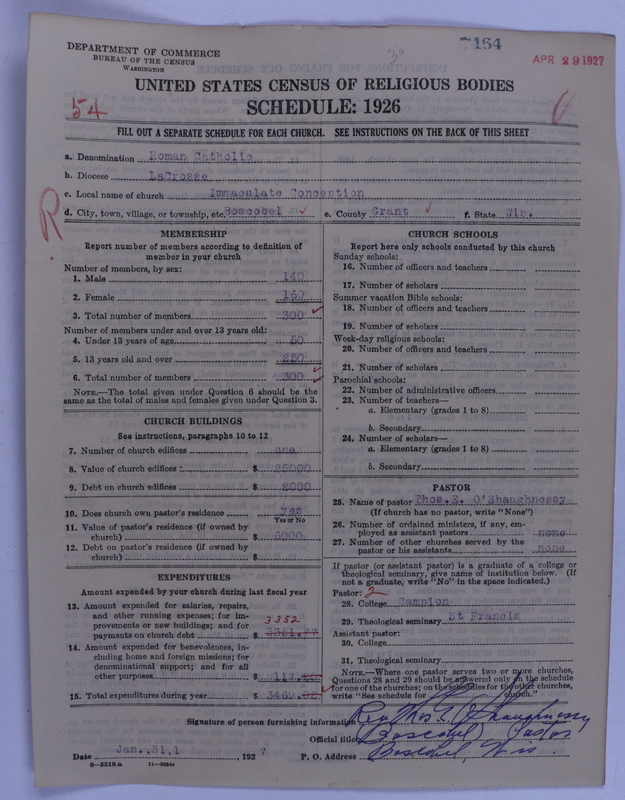 7164
APR 29 1927
DEPARTMENT OF COMMERCE
BUREAU OF THE CENSUS
WASHINGTON
UNITED STATES CENSUS OF RELIGIOUS BODIES
SCHEDULE: 1926
54
FILL OUT A SEPARATE SCHEDULE FOR EACH CHURCH. SEE INSTRUCTIONS ON THE BACK OF THIS SHEET
a. Denomination Roman Catholic
b. Diocese LaCrosse
c. Local name of church Immaculate Conception
d. City, town, village, or township, etc. Boscobel e. County Grant f. State Wis.
R
MEMBERSHIP
Report number of members according to definition of
member in your church
Number of members, by sex:
1. Male 140
2. Female 160
3. Total number of members 300
Number of members under and over 13 years old:
4. Under 13 years of age 50
5. 13 years old and over 250
6. Total number of members 300
NOTE.—The total given under Question 6 should be the
same as the total of males and females given under Question 3.
CHURCH BUILDINGS
See instructions, paragraphs 10 to 12
7. Number of church edifices one
8. Value of church edifices $ 25000
9. Debt on church edifices $ 2000
10. Does church own pastor's residence yes
Yes or No
11. Value of pastor's residence (if owned by
church) $ 6000
12. Debt on pastor's residence (if owned by
church) $
EXPENDITURES
Amount expended by your church during last fiscal year
13. Amount expended for salaries, repairs,
and other running expenses; for im-
provements or new buildings; and for
payments on church debt $ 3352
14. Amount expended for benevolences, in-
cluding home and foreign missions; for
denominational support; and for all
other purposes $ 117.
15. Total expenditures during year $ 3469.
CHURCH SCHOOLS
Report here only schools conducted by this church
Sunday schools:
16. Number of officers and teachers
17. Number of scholars
Summer vacation Bible schools:
18. Number of officers and teachers
19. Number of scholars
Week-day religious schools:
20. Number of officers and teachers
21. Number of scholars
Parochial schools:
22. Number of administrative officers
23. Number of teachers—
a. Elementary (grades 1 to 8)
b. Secondary
24. Number of scholars—
a. Elementary (grades 1 to 8)
b. Secondary
PASTOR
25. Name of pastor Thos. E. O'Shaughnessy
(If church has no pastor, write "None")
26. Number of ordained ministers, if any, em-
ployed as assistant pastors none
27. Number of other churches served by the
pastor or his assistants none
If pastor (or assistant pastor) is a graduate of a college or
theological seminary, give name of institution below. (If
not a graduate, write "No" in the space indicated.)
Pastor: 2
28. College Campion
29. Theological seminary St Francis
Assistant pastor:
30. College
31. Theological seminary
NOTE.—Where one pastor serves two or more churches,
Questions 28 and 29 should be answered only in the schedule
for one of the churches; on the schedules for the other churches,
write "See schedule for church."
Signature of person furnishing information Rev Thos. E. O'Shaughnessy
Official title (Boscobel) Pastor
Date Jan. 31, 1927 P. O. Address Boscobel, Wis.
8-5518a